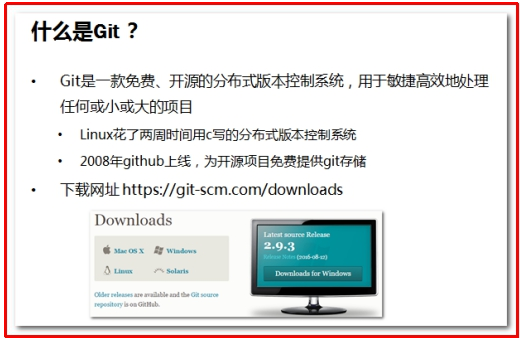 什么是Git ？
• Git是一款免费、开源的分布式版本控制系统，用于敏捷高效地处理
任何或小或大的项目
• Linux花了两周时间用c写的分布式版本控制系统
• 2008年github上线，为开源项目免费提供git存储
• 下载网址 https://git-scm.com/downloads
Downloads
Mac OS X Windows
Linux Solaris
Older releases are available and the Git source
repository is on GitHub.
Latest source Release
2.9.3
Release Notes (2016-08-12)
Downloads for Windows